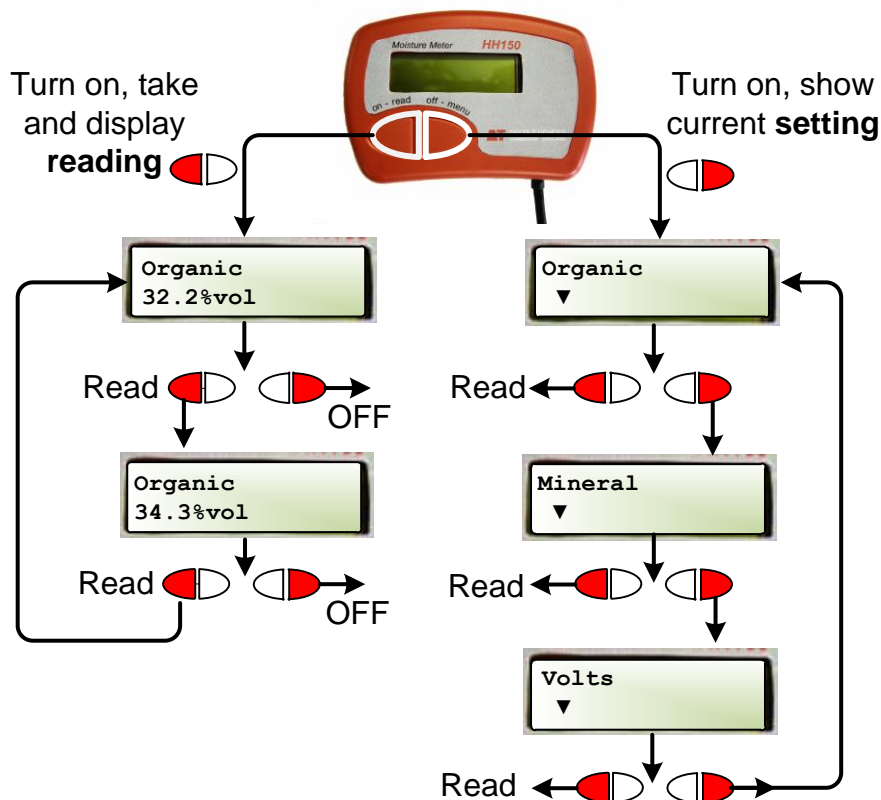 Moisture Meter HH150
on - read off - menu
Turn on, take
and display
reading
Turn on, show
current setting
Organic
32.2%vol
Read
OFF
Organic
34.3%vol
Read
OFF
Organic
▼
Read
Mineral
▼
Read
Volts
▼
Read